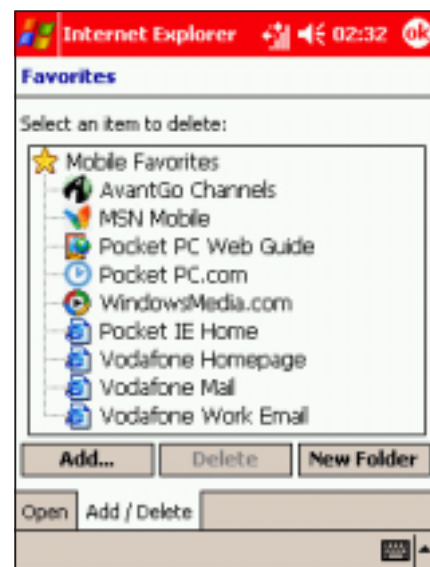 Internet Explorer 02:32 ok
Favorites
Select an item to delete:
Mobile Favorites
AvantGo Channels
MSN Mobile
Pocket PC Web Guide
Pocket PC.com
WindowsMedia.com
Pocket IE Home
Vodafone Homepage
Vodafone Mail
Vodafone Work Email
Add... Delete New Folder
Open Add / Delete